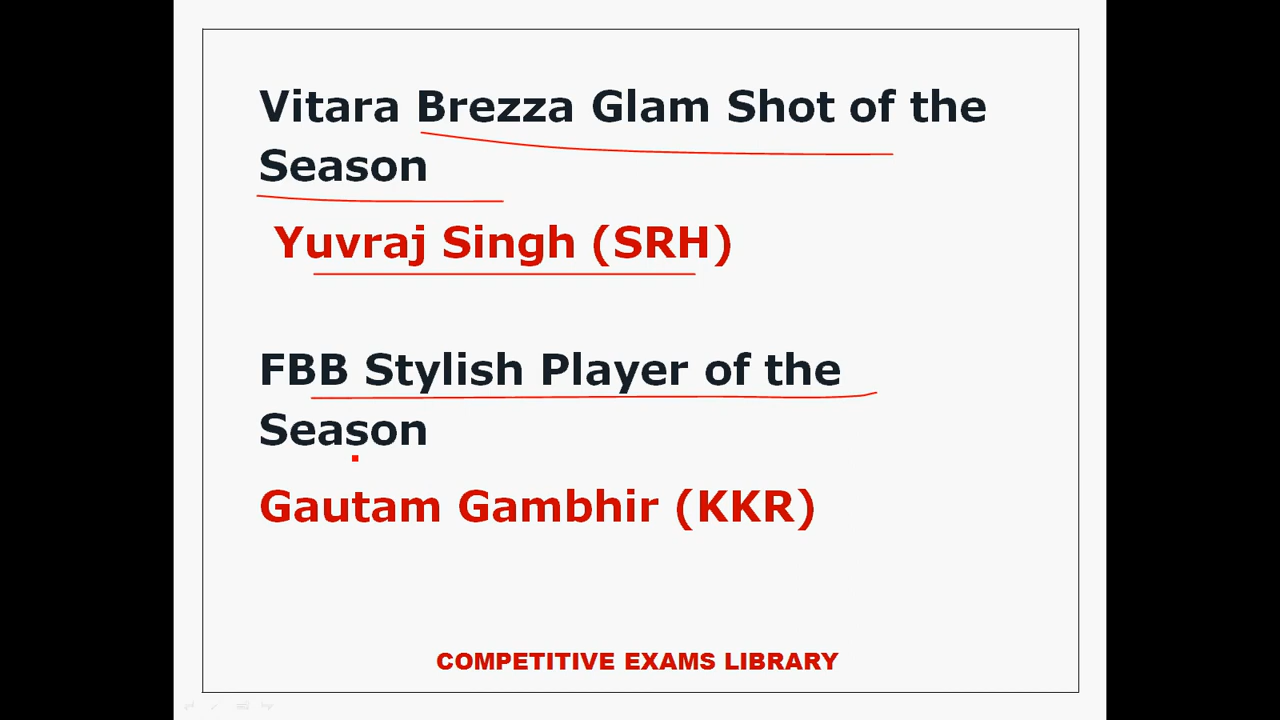 Vitara Brezza Glam Shot of the
Season
Yuvraj Singh (SRH)
FBB Stylish Player of the
Season
Gautam Gambhir (KKR)
COMPETITIVE EXAMS LIBRARY